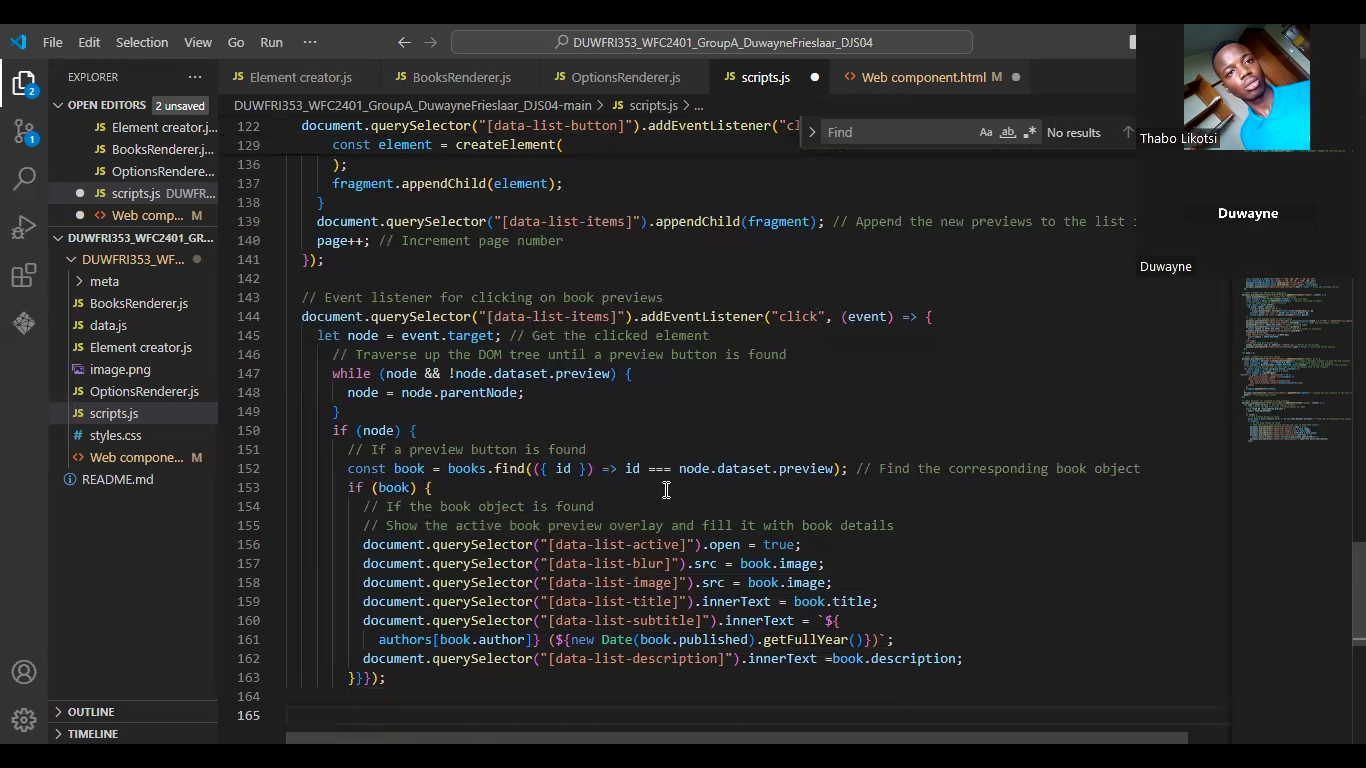 File Edit Selection View Go Run ···
DUWFRI353_WFC2401_GroupA_DuwayneFrieslaar_DJS04
EXPLORER ···
OPEN EDITORS 2 unsaved
JS Element creator.j...
JS BooksRenderer.j...
JS OptionsRendere...
JS scripts.js DUWFR...
Web comp... M
DUWFRI353_WFC2401_GR...
DUWFRI353_WF...
meta
JS BooksRenderer.js
JS data.js
JS Element creator.js
image.png
JS OptionsRenderer.js
JS scripts.js
# styles.css
Web compone... M
README.md
OUTLINE
TIMELINE
2
1
JS Element creator.js JS BooksRenderer.js JS OptionsRenderer.js JS scripts.js Web component.html M
DUWFRI353_WFC2401_GroupA_DuwayneFrieslaar_DJS04-main > JS scripts.js > ...
Find Aa ab No results
122 document.querySelector("[data-list-button]").addEventListener("cl
129 const element = createElement(
136 );
137 fragment.appendChild(element);
138 }
139 document.querySelector("[data-list-items]").appendChild(fragment); // Append the new previews to the list
140 page++; // Increment page number
141 });
142
143 // Event listener for clicking on book previews
144 document.querySelector("[data-list-items]").addEventListener("click", (event) => {
145 let node = event.target; // Get the clicked element
146 // Traverse up the DOM tree until a preview button is found
147 while (node && !node.dataset.preview) {
148 node = node.parentNode;
149 }
150 if (node) {
151 // If a preview button is found
152 const book = books.find(({ id }) => id === node.dataset.preview); // Find the corresponding book object
153 if (book) {
154 // If the book object is found
155 // Show the active book preview overlay and fill it with book details
156 document.querySelector("[data-list-active]").open = true;
157 document.querySelector("[data-list-blur]").src = book.image;
158 document.querySelector("[data-list-image]").src = book.image;
159 document.querySelector("[data-list-title]").innerText = book.title;
160 document.querySelector("[data-list-subtitle]").innerText = `${
161 authors[book.author]} (${new Date(book.published).getFullYear()})`;
162 document.querySelector("[data-list-description]").innerText =book.description;
163 }}});
164
165
Thabo Likotsi
Duwayne
Duwayne